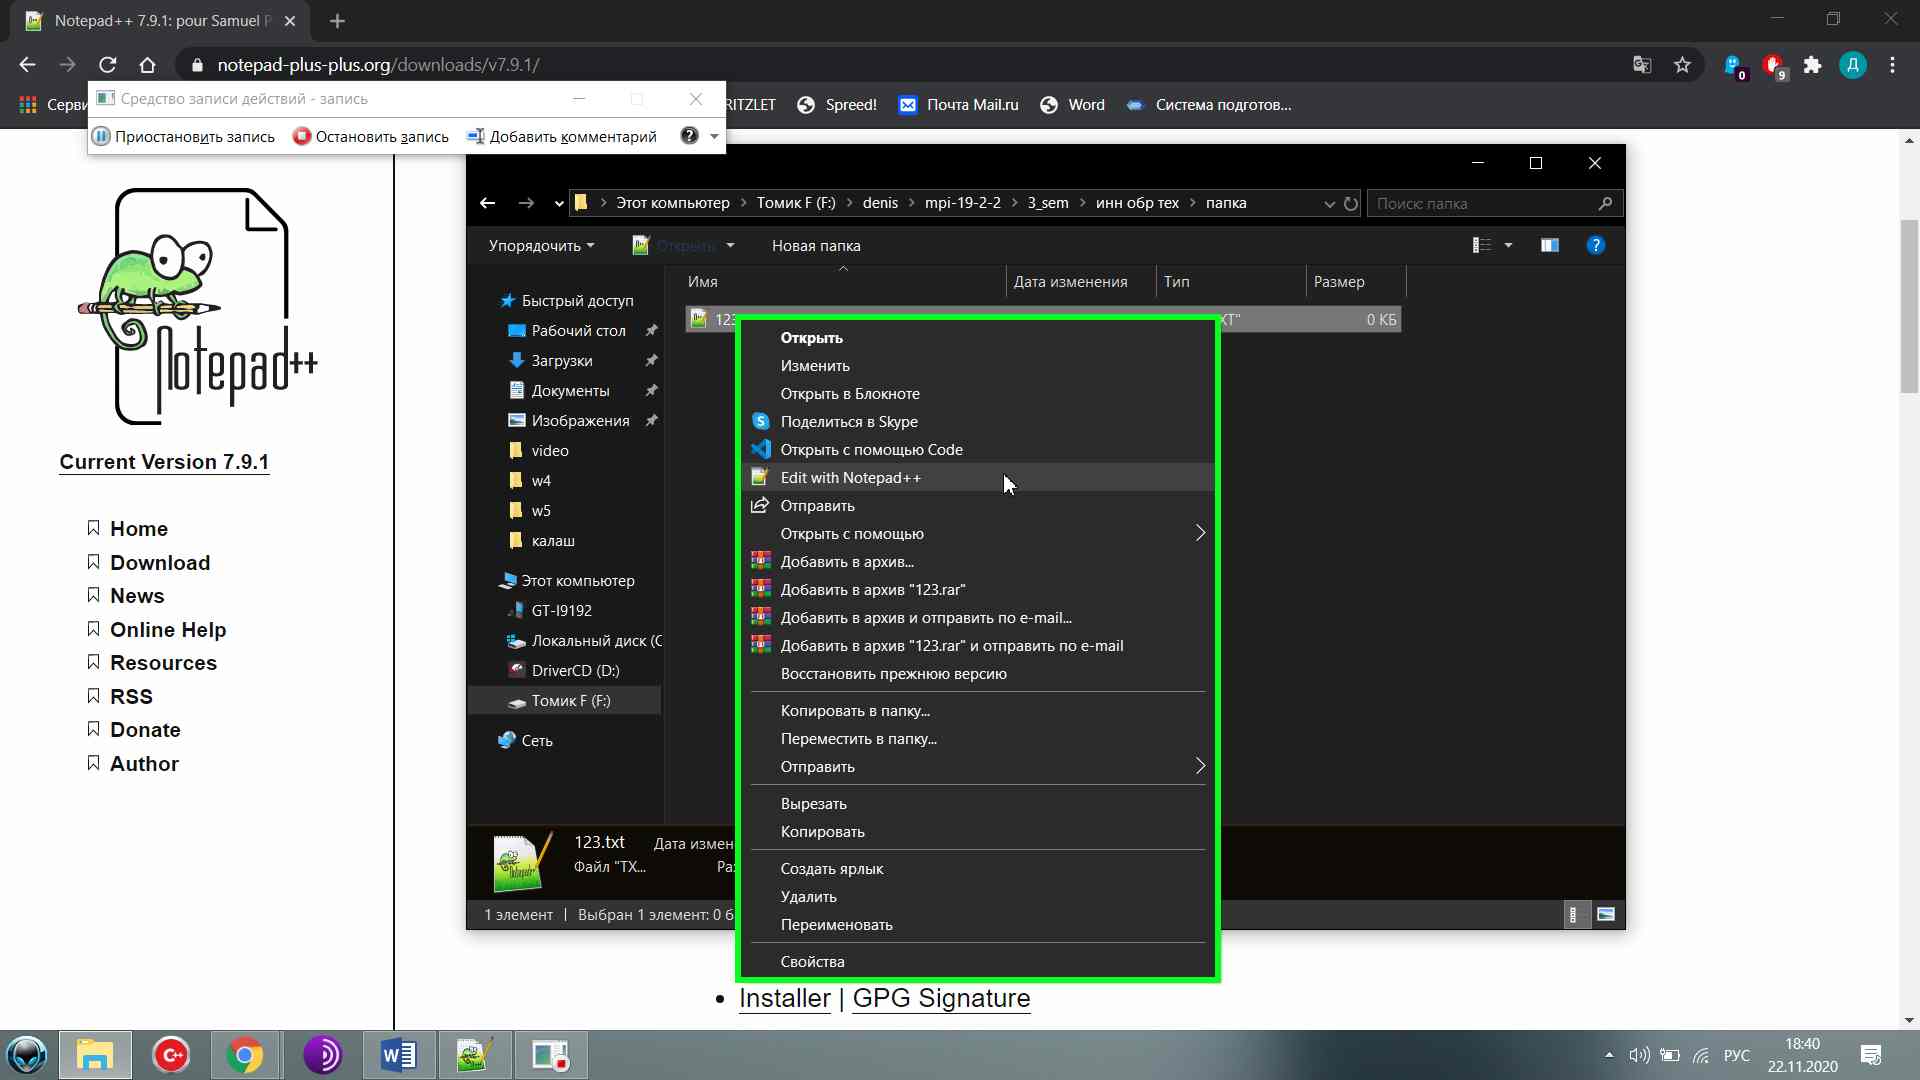 Notepad++ 7.9.1: pour Samuel P
notepad-plus-plus.org/downloads/v7.9.1/
0
9
Д
Серви
RITZLET
Spreed!
Почта Mail.ru
Word
Система подготов...
Средство записи действий - запись
Приостановить запись
Остановить запись
Добавить комментарий
Notepad++
Current Version 7.9.1
Home
Download
News
Online Help
Resources
RSS
Donate
Author
Этот компьютер
Томик F (F:)
denis
mpi-19-2-2
3_sem
инн обр тех
папка
Поиск: папка
Упорядочить
Открыть
Новая папка
Имя
Дата изменения
Тип
Размер
Быстрый доступ
Рабочий стол
Загрузки
Документы
Изображения
video
w4
w5
калаш
Этот компьютер
GT-I9192
Локальный диск (C
DriverCD (D:)
Томик F (F:)
Сеть
123
XT"
0 КБ
Открыть
Изменить
Открыть в Блокноте
Поделиться в Skype
Открыть с помощью Code
Edit with Notepad++
Отправить
Открыть с помощью
Добавить в архив...
Добавить в архив "123.rar"
Добавить в архив и отправить по e-mail...
Добавить в архив "123.rar" и отправить по e-mail
Восстановить прежнюю версию
Копировать в папку...
Переместить в папку...
Отправить
Вырезать
Копировать
Создать ярлык
Удалить
Переименовать
Свойства
123.txt
Дата измен
Файл "TX...
Раз
1 элемент
Выбран 1 элемент: 0 б
Installer | GPG Signature
РУС
18:40
22.11.2020